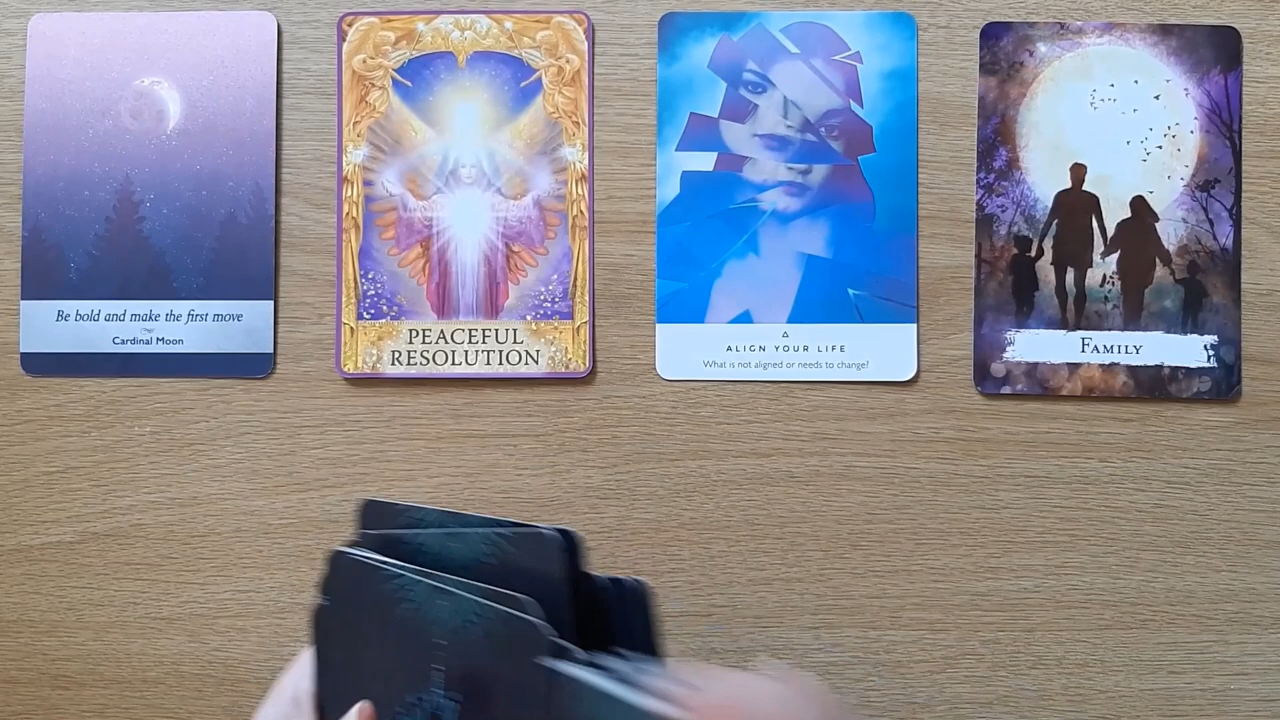 Be bold and make the first move
Cardinal Moon
PEACEFUL
RESOLUTION
ALIGN YOUR LIFE
What is not aligned or needs to change?
FAMILY